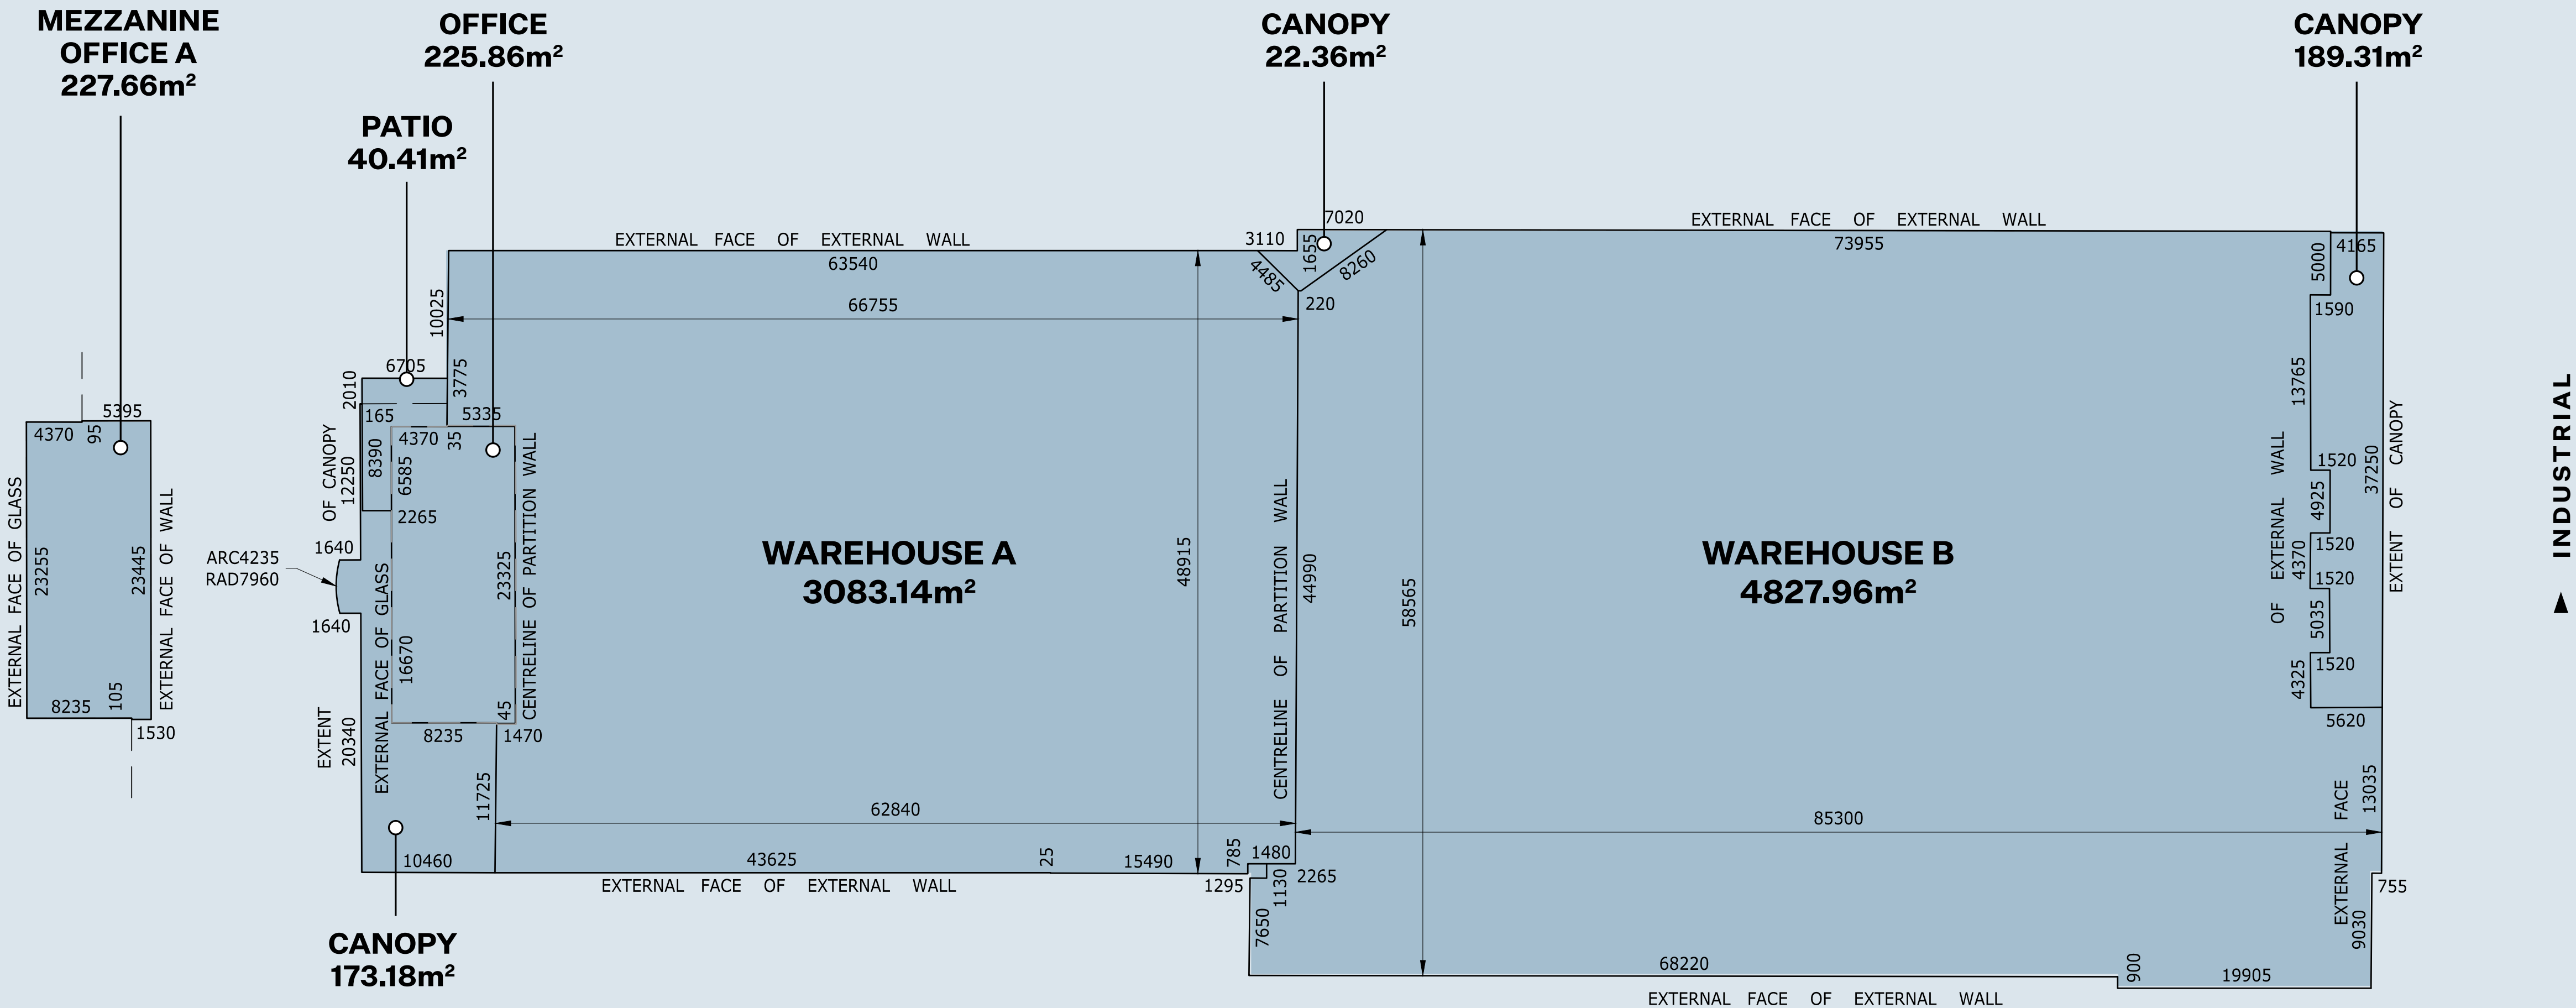 MEZZANINE
OFFICE A
227.66m²
OFFICE
225.86m²
CANOPY
22.36m²
CANOPY
189.31m²
PATIO
40.41m²
EXTERNAL FACE OF EXTERNAL WALL
63540
3110
7020
1655
4485
8260
220
EXTERNAL FACE OF EXTERNAL WALL
73955
5000
4165
1590
66755
10025
6705
3775
2010
165
5335
4370
35
8390
6585
2265
OF CANOPY
12250
1640
ARC4235
RAD7960
1640
EXTENT
20340
EXTERNAL FACE OF GLASS
16670
23325
CENTRELINE OF PARTITION WALL
45
8235
1470
11725
10460
5395
4370
95
EXTERNAL FACE OF GLASS
23255
23445
EXTERNAL FACE OF WALL
8235
105
1530
WAREHOUSE A
3083.14m²
48915
CENTRELINE OF PARTITION WALL
44990
58565
WAREHOUSE B
4827.96m²
13765
1520
4925
1520
4370
1520
5035
1520
4325
5620
37250
EXTENT OF CANOPY
EXTERNAL FACE OF EXTERNAL WALL
13035
755
9030
62840
85300
43625
25
15490
785
1480
1295
1130
2265
7650
EXTERNAL FACE OF EXTERNAL WALL
68220
900
19905
EXTERNAL FACE OF EXTERNAL WALL
CANOPY
173.18m²
INDUSTRIAL